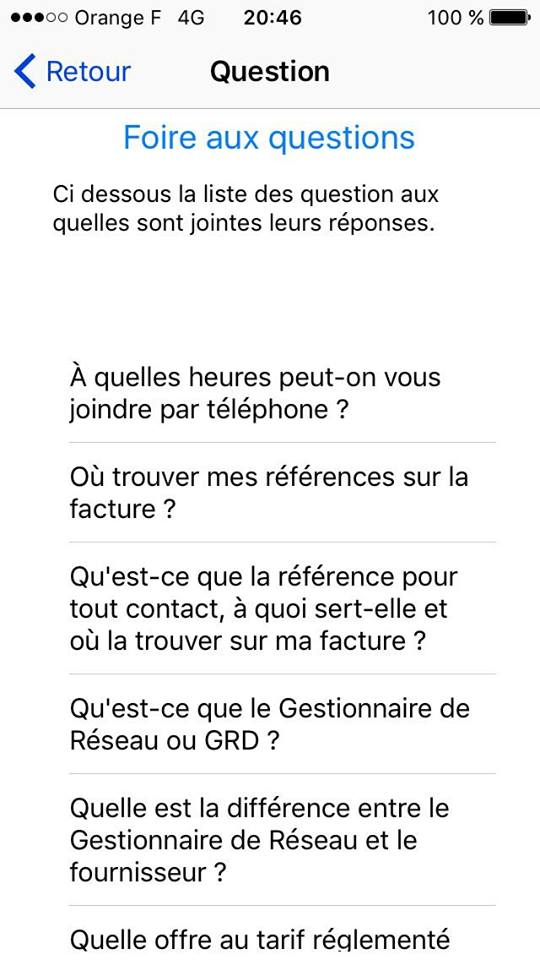 Orange F 4G 20:46 100 %
Retour Question
Foire aux questions
Ci dessous la liste des question aux
quelles sont jointes leurs réponses.
À quelles heures peut-on vous
joindre par téléphone ?
Où trouver mes références sur la
facture ?
Qu'est-ce que la référence pour
tout contact, à quoi sert-elle et
où la trouver sur ma facture ?
Qu'est-ce que le Gestionnaire de
Réseau ou GRD ?
Quelle est la différence entre le
Gestionnaire de Réseau et le
fournisseur ?
Quelle offre au tarif réglementé